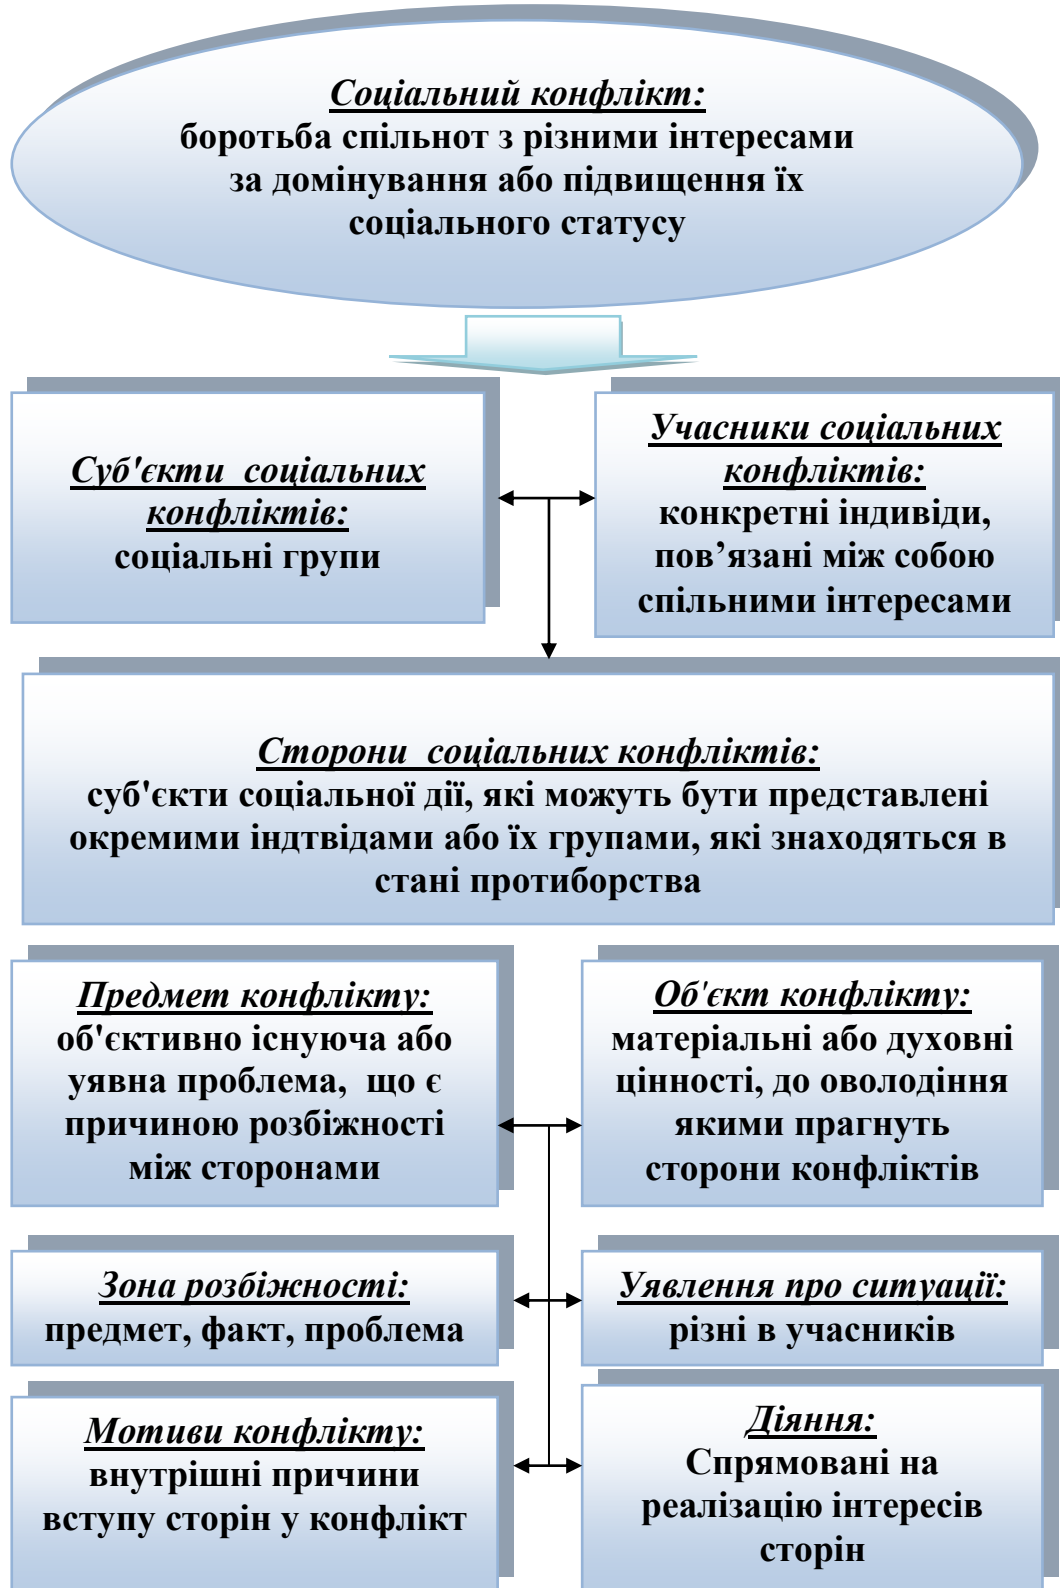 Соціальний конфлікт:
боротьба спільнот з різними інтересами
за домінування або підвищення їх
соціального статусу
Суб'єкти соціальних
конфліктів:
соціальні групи
Учасники соціальних
конфліктів:
конкретні індивіди,
пов’язані між собою
спільними інтересами
Сторони соціальних конфліктів:
суб'єкти соціальної дії, які можуть бути представлені
окремими індтвідами або їх групами, які знаходяться в
стані протиборства
Предмет конфлікту:
об'єктивно існуюча або
уявна проблема, що є
причиною розбіжності
між сторонами
Об'єкт конфлікту:
матеріальні або духовні
цінності, до оволодіння
якими прагнуть
сторони конфліктів
Зона розбіжності:
предмет, факт, проблема
Уявлення про ситуації:
різні в учасників
Мотиви конфлікту:
внутрішні причини
вступу сторін у конфлікт
Діяння:
Спрямовані на
реалізацію інтересів
сторін